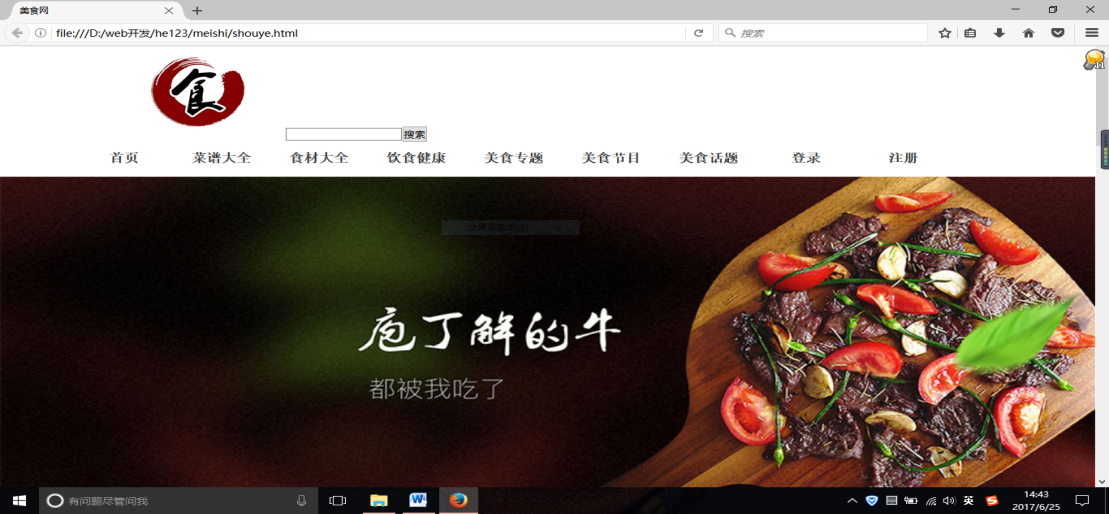 美食网
file:///D:/web开发/he123/meishi/shouye.html
搜索
11
食
搜索
首页 菜谱大全 食材大全 饮食健康 美食专题 美食节目 美食话题 登录 注册
庖丁解的牛
都被我吃了
有问题尽管问我
英
14:43
2017/6/25